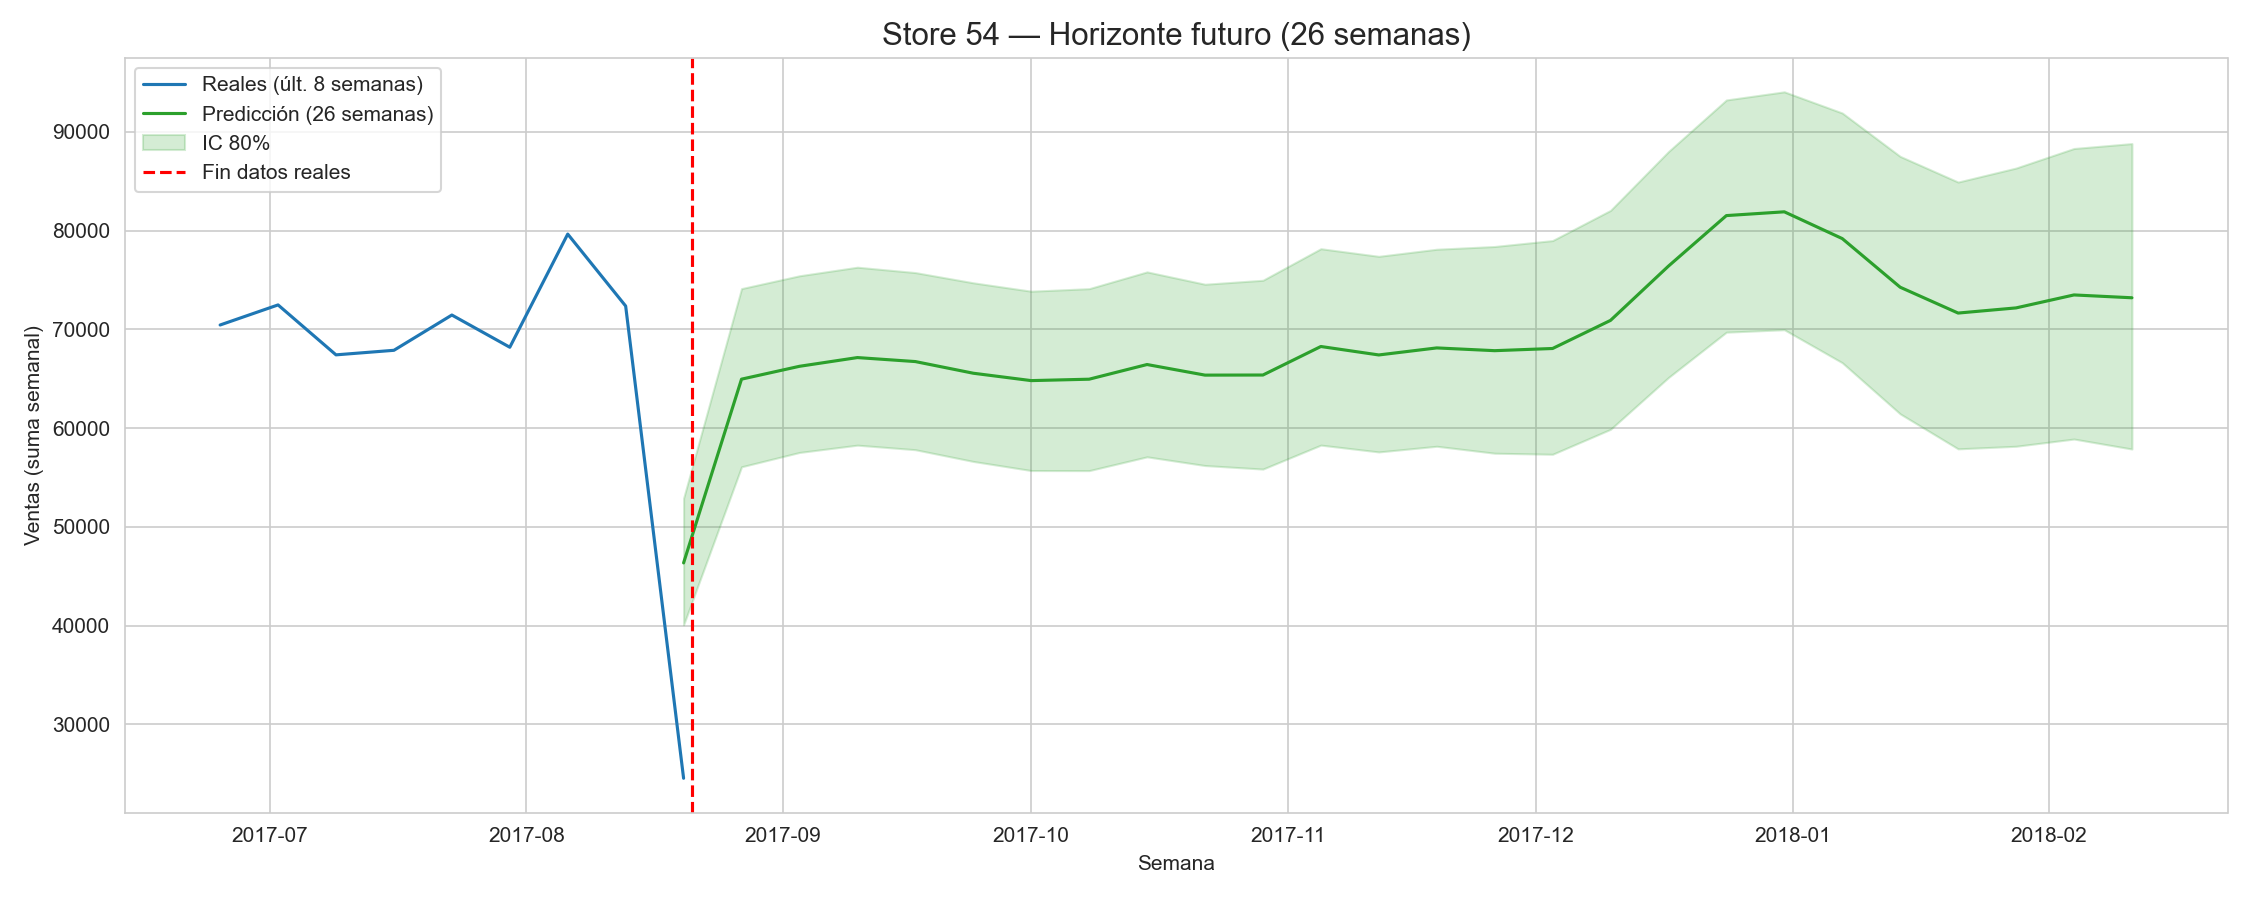 Store 54 — Horizonte futuro (26 semanas)
Reales (últ. 8 semanas)
Predicción (26 semanas)
IC 80%
Fin datos reales
Ventas (suma semanal)
90000
80000
70000
60000
50000
40000
30000
2017-07 2017-08 2017-09 2017-10 2017-11 2017-12 2018-01 2018-02
Semana